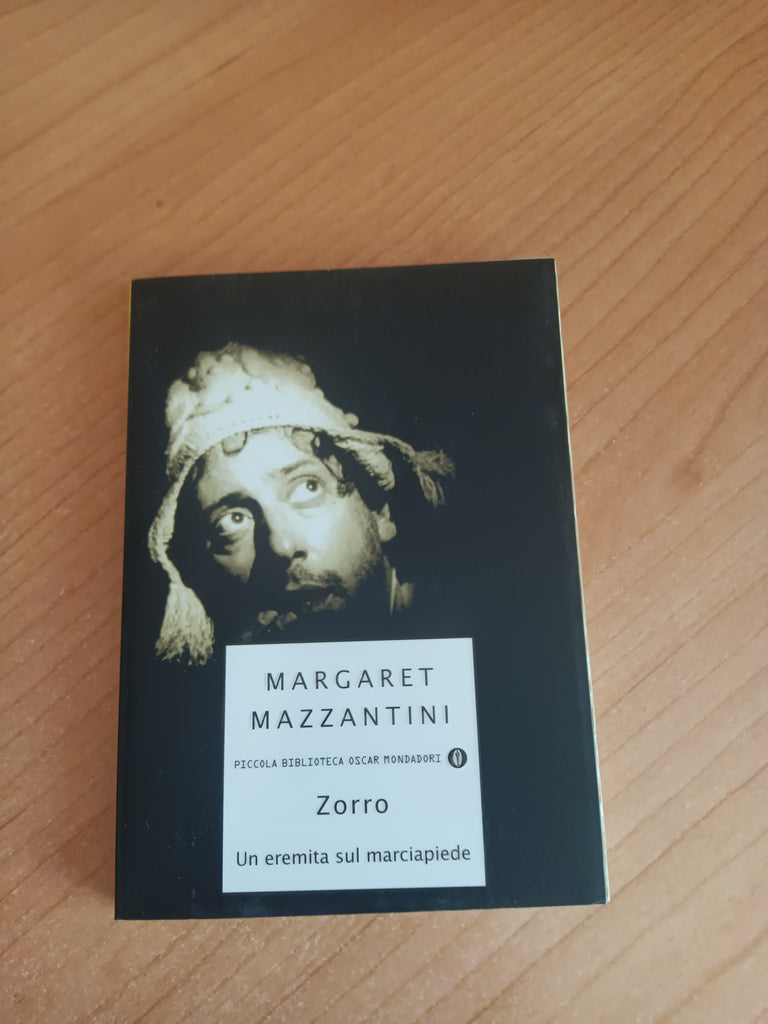 MARGARET
MAZZANTINI
PICCOLA BIBLIOTECA OSCAR MONDADORI
Zorro
Un eremita sul marciapiede